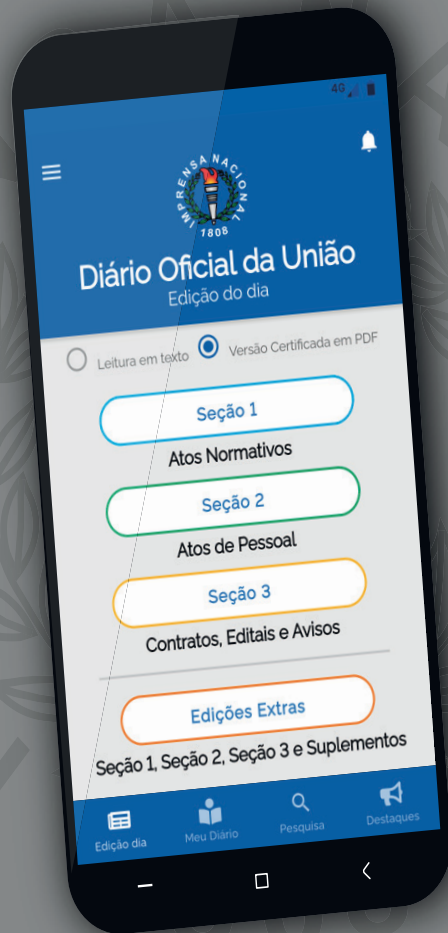 4G
IMPRENSA NACIONAL
1808
Diário Oficial da União
Edição do dia
Leitura em texto Versão Certificada em PDF
Seção 1
Atos Normativos
Seção 2
Atos de Pessoal
Seção 3
Contratos, Editais e Avisos
Edições Extras
Seção 1, Seção 2, Seção 3 e Suplementos
Edição dia Meu Diário Pesquisa Destaques